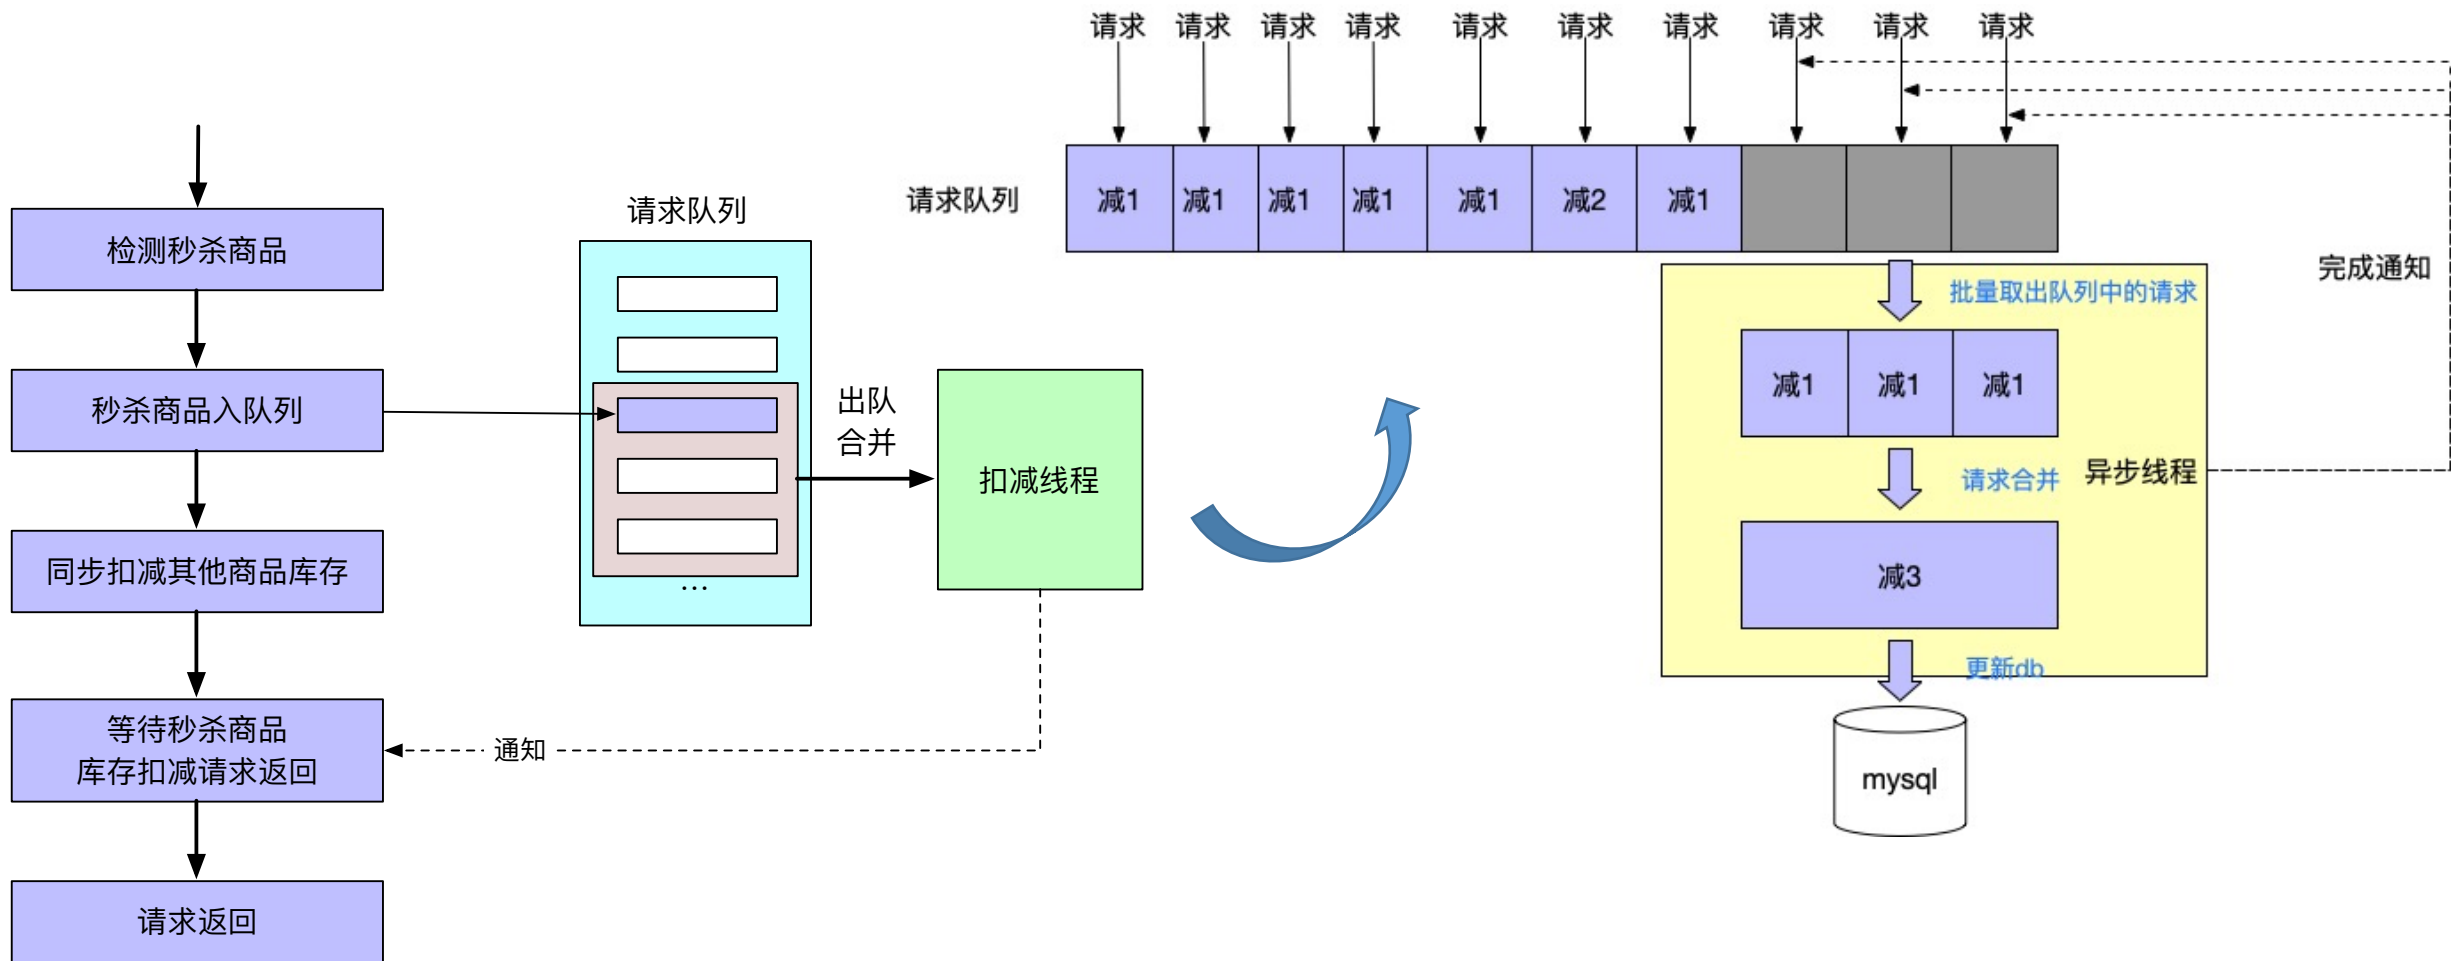 检测秒杀商品
秒杀商品入队列
同步扣减其他商品库存
等待秒杀商品
库存扣减请求返回
请求返回
请求队列
...
出队
合并
扣减线程
通知
请求 请求 请求 请求 请求 请求 请求 请求 请求 请求
请求队列
减1 减1 减1 减1 减1 减2 减1
批量取出队列中的请求
减1 减1 减1
请求合并
异步线程
减3
更新db
mysql
完成通知